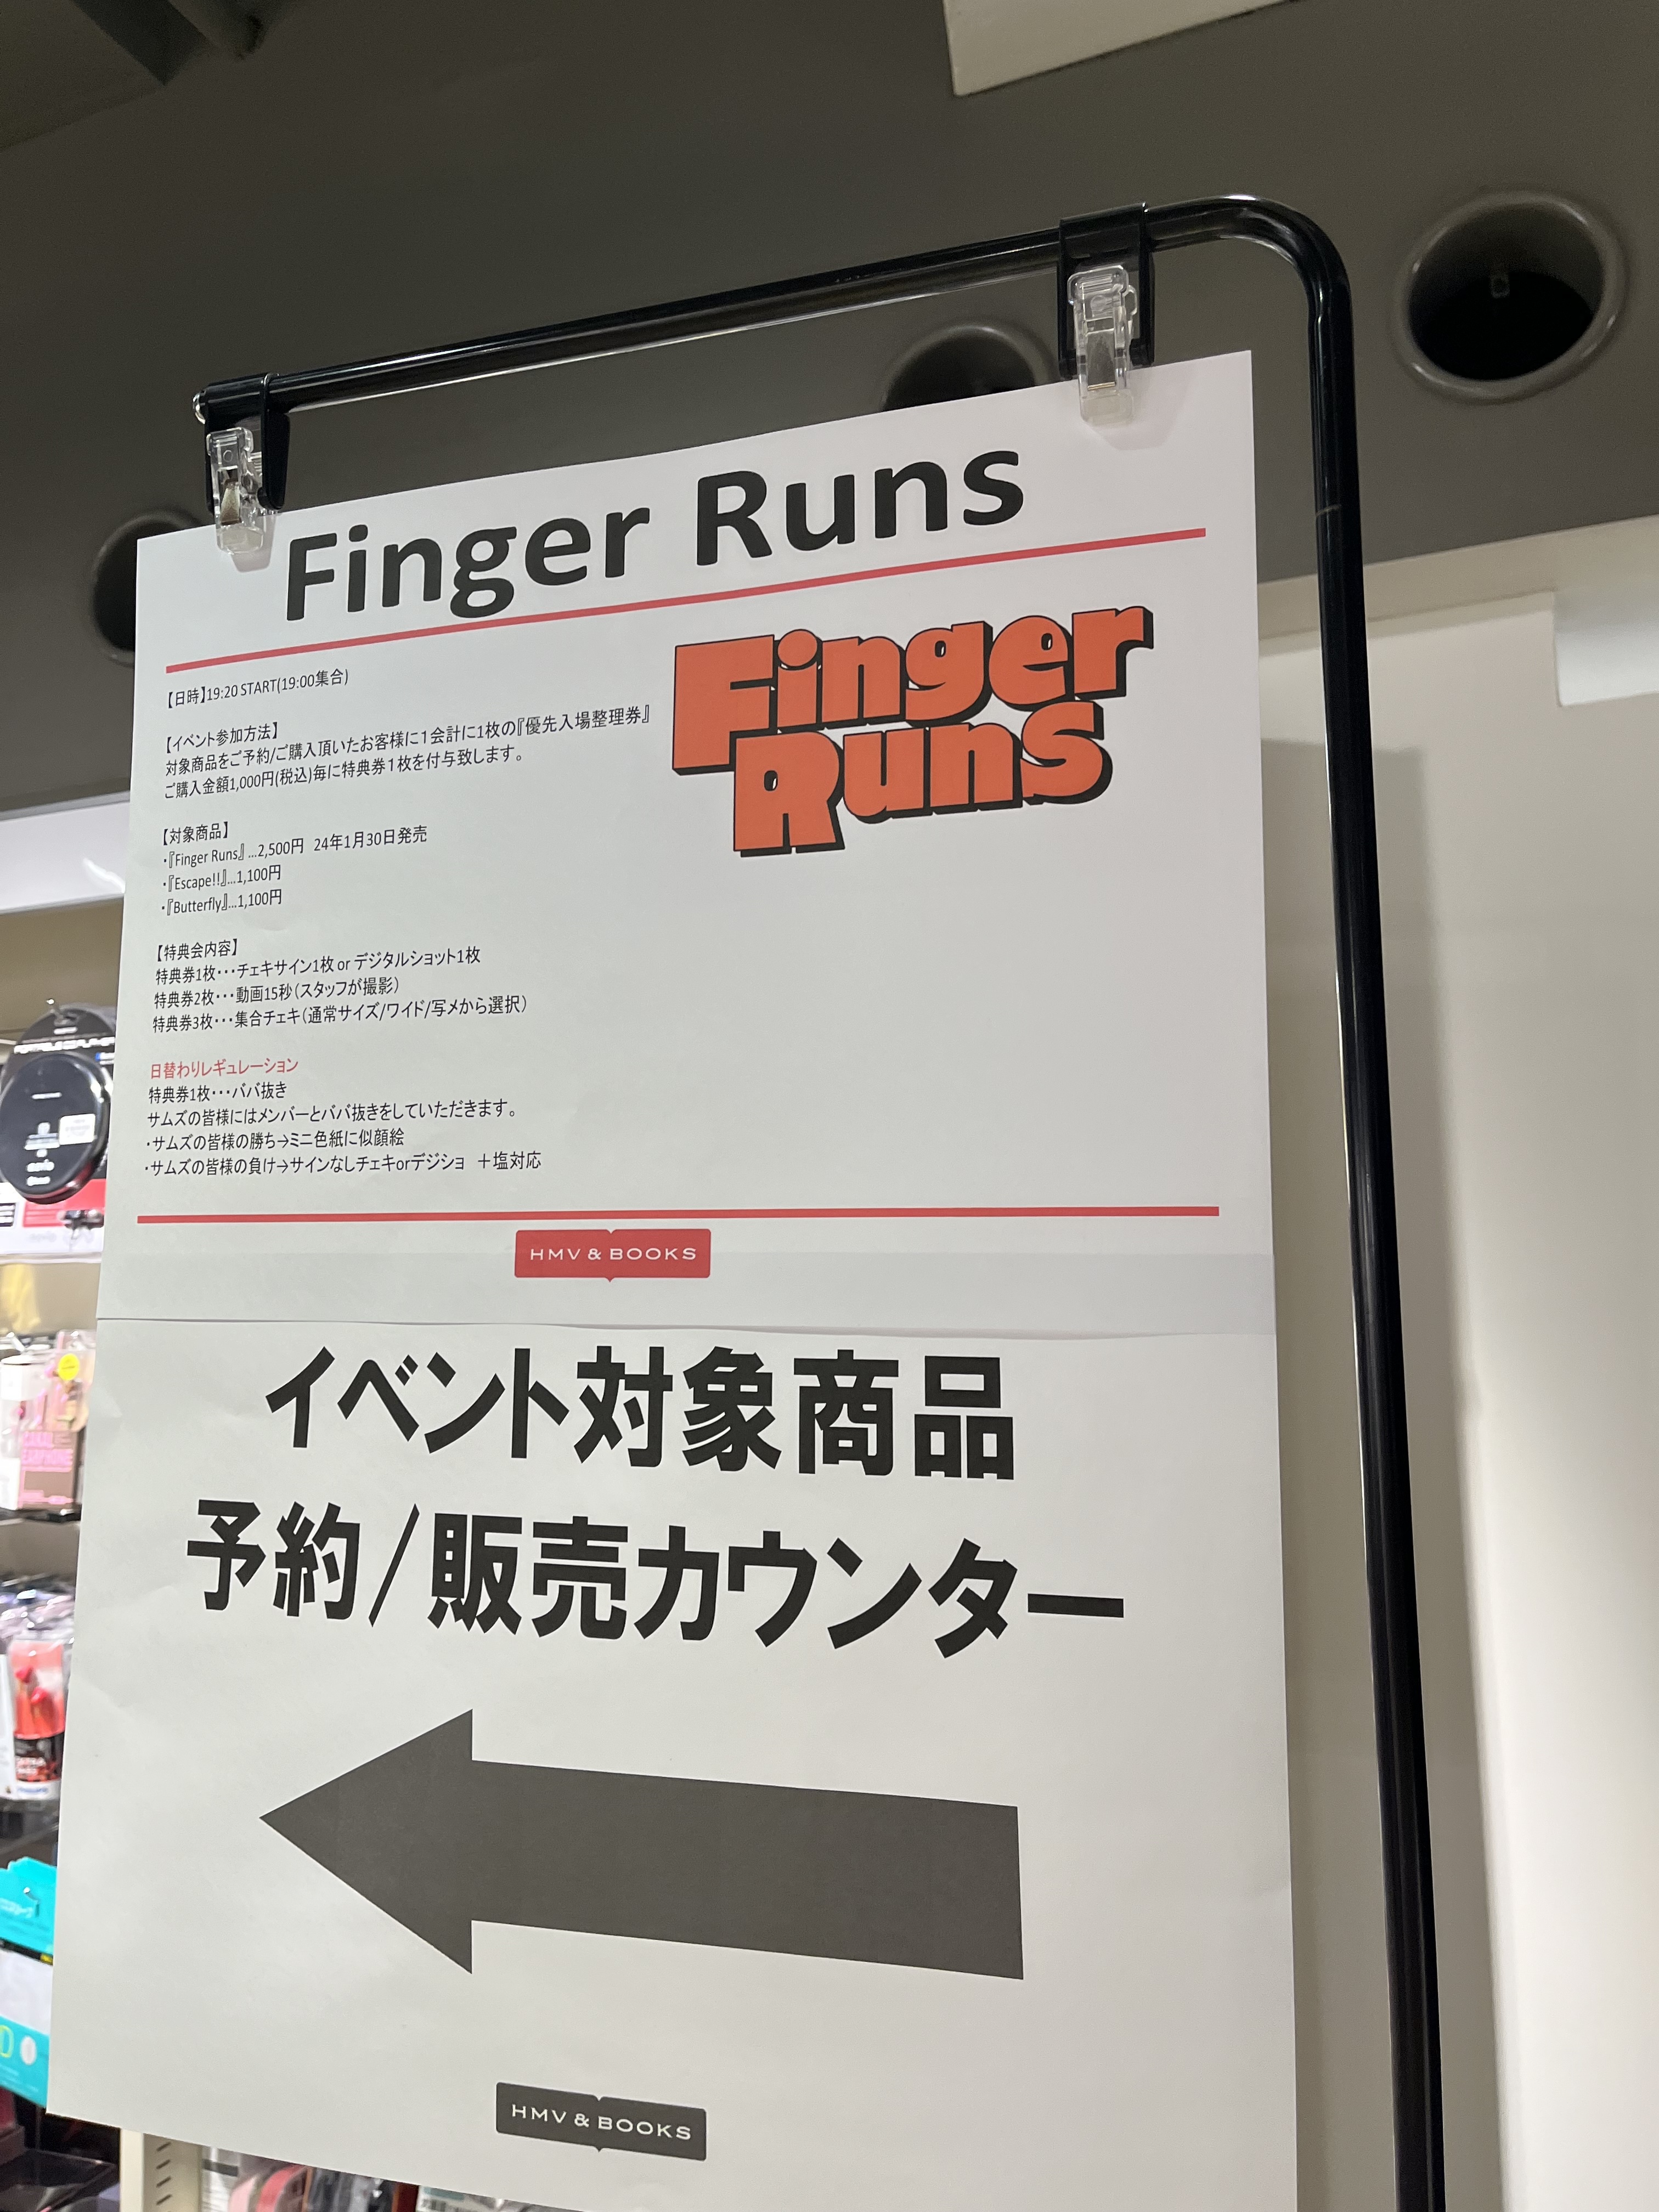 Finger Runs
Finger
Runs
【日時】19:20 START(19:00集合)
【イベント参加方法】
対象商品をご予約/ご購入頂いたお客様に1会計に1枚の『優先入場整理券』
ご購入金額1,000円(税込)毎に特典券1枚を付与致します。
【対象商品】
・『Finger Runs』…2,500円 24年1月30日発売
・『Escape!!』…1,100円
・『Butterfly』…1,100円
【特典会内容】
特典券1枚・・・チェキサイン1枚 or デジタルショット1枚
特典券2枚・・・動画15秒(スタッフが撮影)
特典券3枚・・・集合チェキ(通常サイズ/ワイド/写メから選択)
日替わりレギュレーション
特典券1枚・・・ババ抜き
サムズの皆様にはメンバーとババ抜きをしていただきます。
・サムズの皆様の勝ち→ミニ色紙に似顔絵
・サムズの皆様の負け→サインなしチェキorデジショ ＋塩対応
HMV & BOOKS
イベント対象商品
予約/販売カウンター
HMV & BOOKS